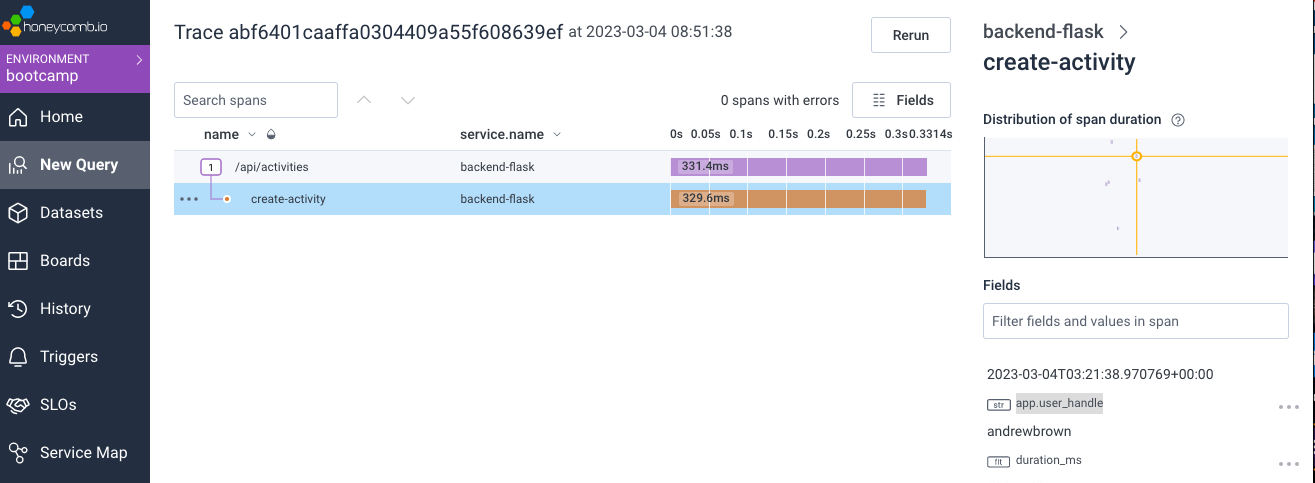 honeycomb.io
ENVIRONMENT
bootcamp
Home
New Query
Datasets
Boards
History
Triggers
SLOs
Service Map
Trace abf6401caaffa0304409a55f608639ef at 2023-03-04 08:51:38
Rerun
Search spans
0 spans with errors
Fields
name service.name 0s 0.05s 0.1s 0.15s 0.2s 0.25s 0.3s 0.3314s
1 /api/activities backend-flask 331.4ms
create-activity backend-flask 329.6ms
backend-flask
create-activity
Distribution of span duration ?
Fields
Filter fields and values in span
2023-03-04T03:21:38.970769+00:00
str app.user_handle
andrewbrown
flt duration_ms